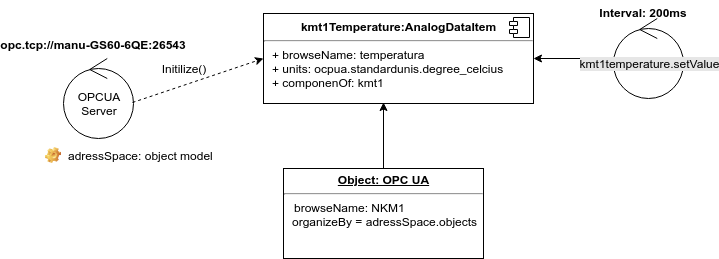 Interval: 200ms
kmt1Temperature:AnalogDataItem
opc.tcp://manu-GS60-6QE:26543
+ browseName: temperatura
+ units: ocpua.standardunis.degree_celcius
+ componenOf: kmt1
Initilize()
kmt1temperature.setValue
OPCUA
Server
adressSpace: object model
Object: OPC UA
browseName: NKM1
organizeBy = adressSpace.objects